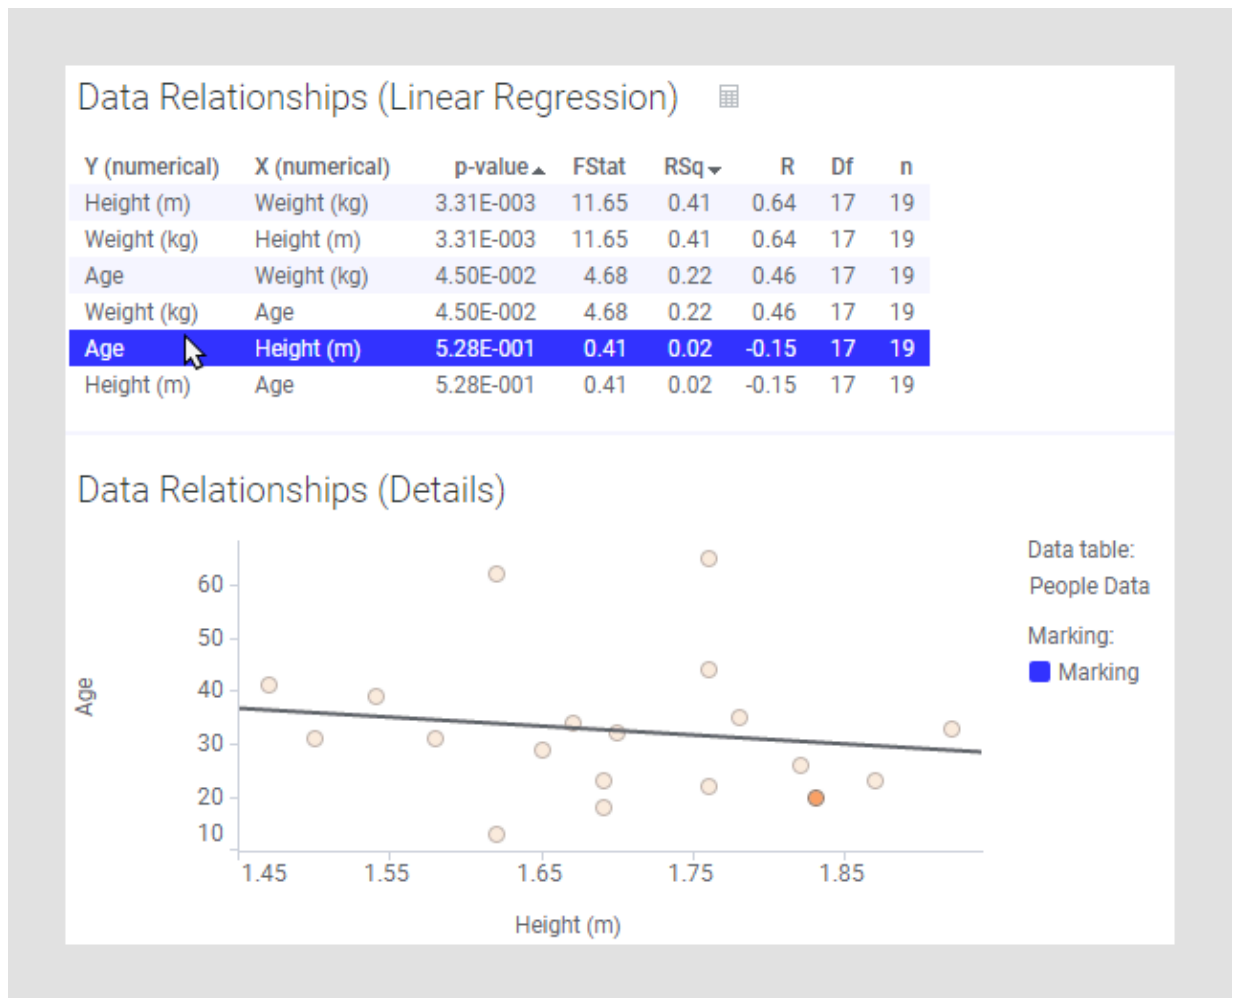 Data Relationships (Linear Regression)
Y (numerical) X (numerical) p-value FStat RSq R Df n
Height (m) Weight (kg) 3.31E-003 11.65 0.41 0.64 17 19
Weight (kg) Height (m) 3.31E-003 11.65 0.41 0.64 17 19
Age Weight (kg) 4.50E-002 4.68 0.22 0.46 17 19
Weight (kg) Age 4.50E-002 4.68 0.22 0.46 17 19
Age Height (m) 5.28E-001 0.41 0.02 -0.15 17 19
Height (m) Age 5.28E-001 0.41 0.02 -0.15 17 19
Data Relationships (Details)
Data table:
People Data
Marking:
Marking
Age
60
50
40
30
20
10
1.45 1.55 1.65 1.75 1.85
Height (m)